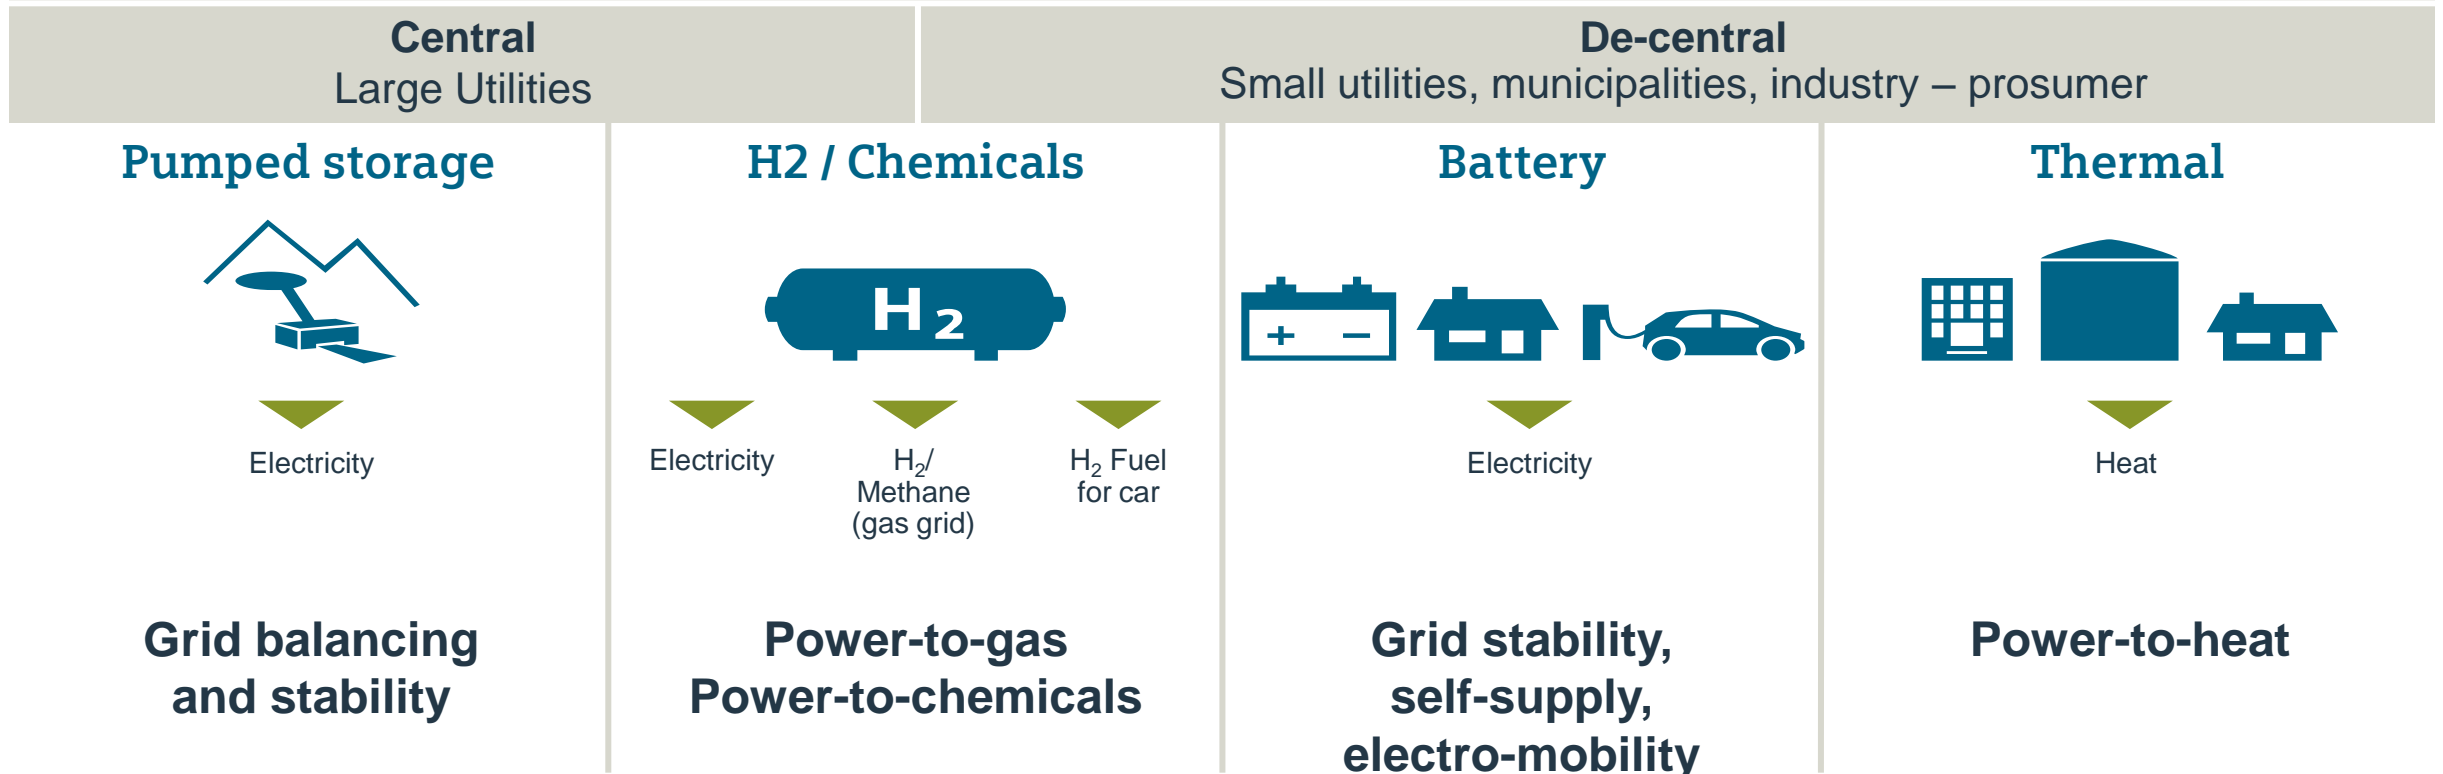 Central
Large Utilities
De-central
Small utilities, municipalities, industry – prosumer
Pumped storage
Electricity
Grid balancing
and stability
H2 / Chemicals
H₂
Electricity
H₂/
Methane
(gas grid)
H₂ Fuel
for car
Power-to-gas
Power-to-chemicals
Battery
+ −
Electricity
Grid stability,
self-supply,
electro-mobility
Thermal
Heat
Power-to-heat